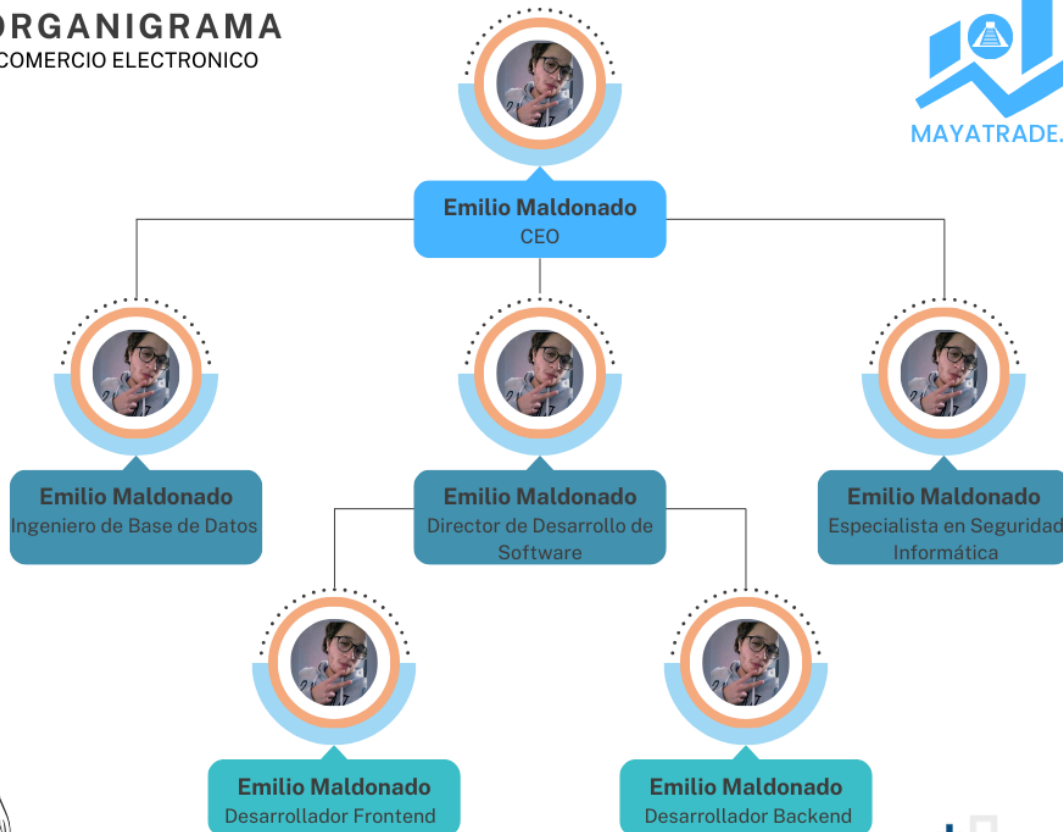 ORGANIGRAMA
COMERCIO ELECTRONICO
MAYATRADE.
Emilio Maldonado
CEO
Emilio Maldonado
Ingeniero de Base de Datos
Emilio Maldonado
Director de Desarrollo de
Software
Emilio Maldonado
Especialista en Seguridad
Informática
Emilio Maldonado
Desarrollador Frontend
Emilio Maldonado
Desarrollador Backend